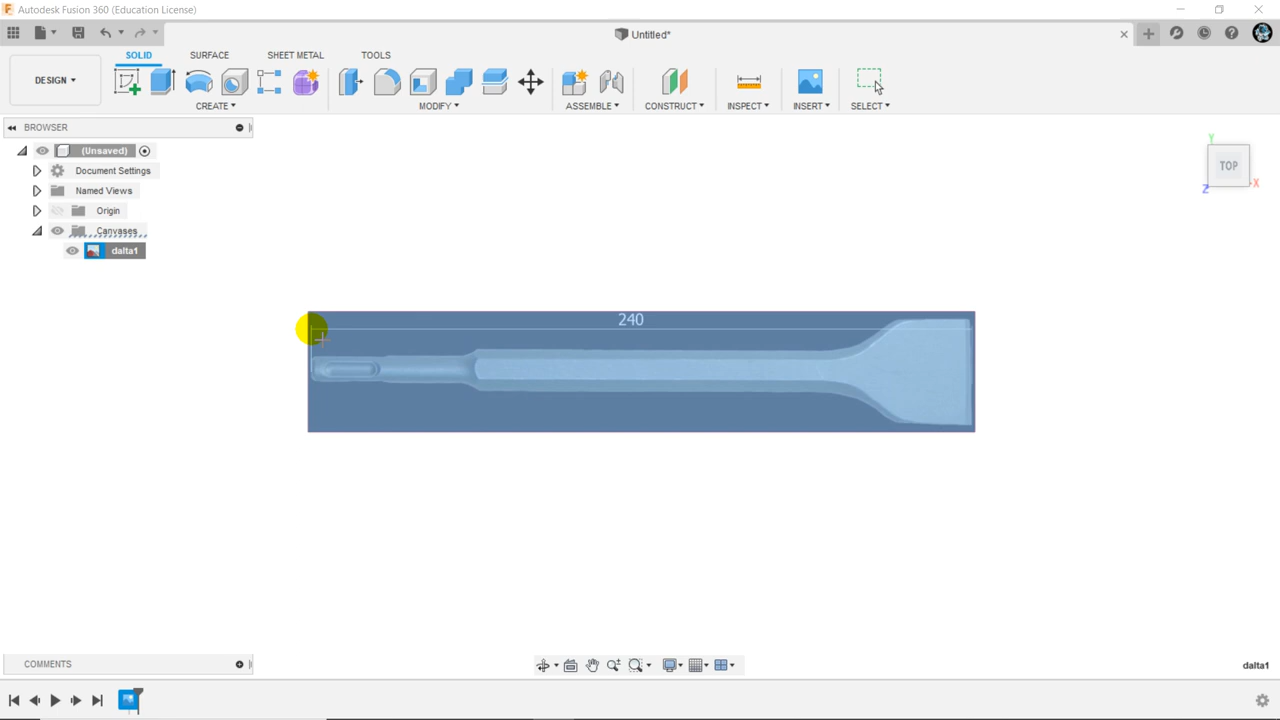 Autodesk Fusion 360 (Education License)
Untitled*
DESIGN
SOLID
SURFACE
SHEET METAL
TOOLS
CREATE
MODIFY
ASSEMBLE
CONSTRUCT
INSPECT
INSERT
SELECT
BROWSER
(Unsaved)
Document Settings
Named Views
Origin
Canvases
dalta1
TOP
Y
Z
X
240
COMMENTS
dalta1